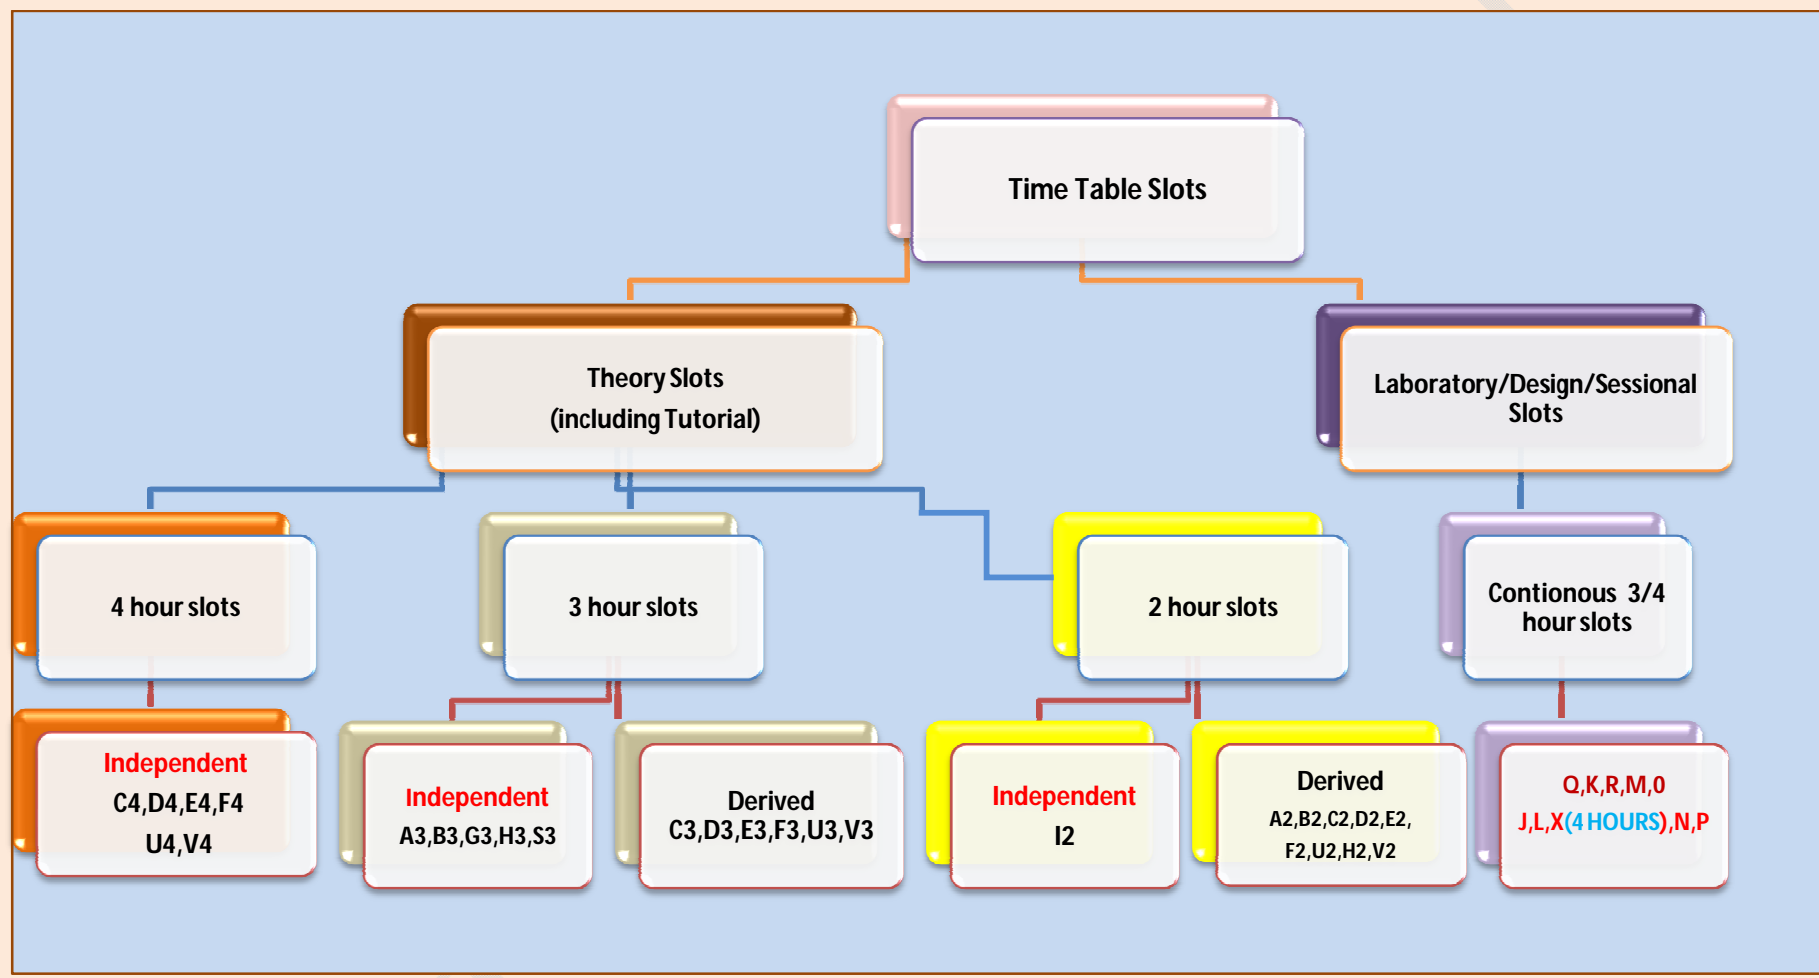 Time Table Slots
Theory Slots
(including Tutorial)
Laboratory/Design/Sessional
Slots
4 hour slots
3 hour slots
2 hour slots
Contionous 3/4
hour slots
Independent
C4,D4,E4,F4
U4,V4
Independent
A3,B3,G3,H3,S3
Derived
C3,D3,E3,F3,U3,V3
Independent
I2
Derived
A2,B2,C2,D2,E2,
F2,U2,H2,V2
Q,K,R,M,0
J,L,X(4 HOURS),N,P